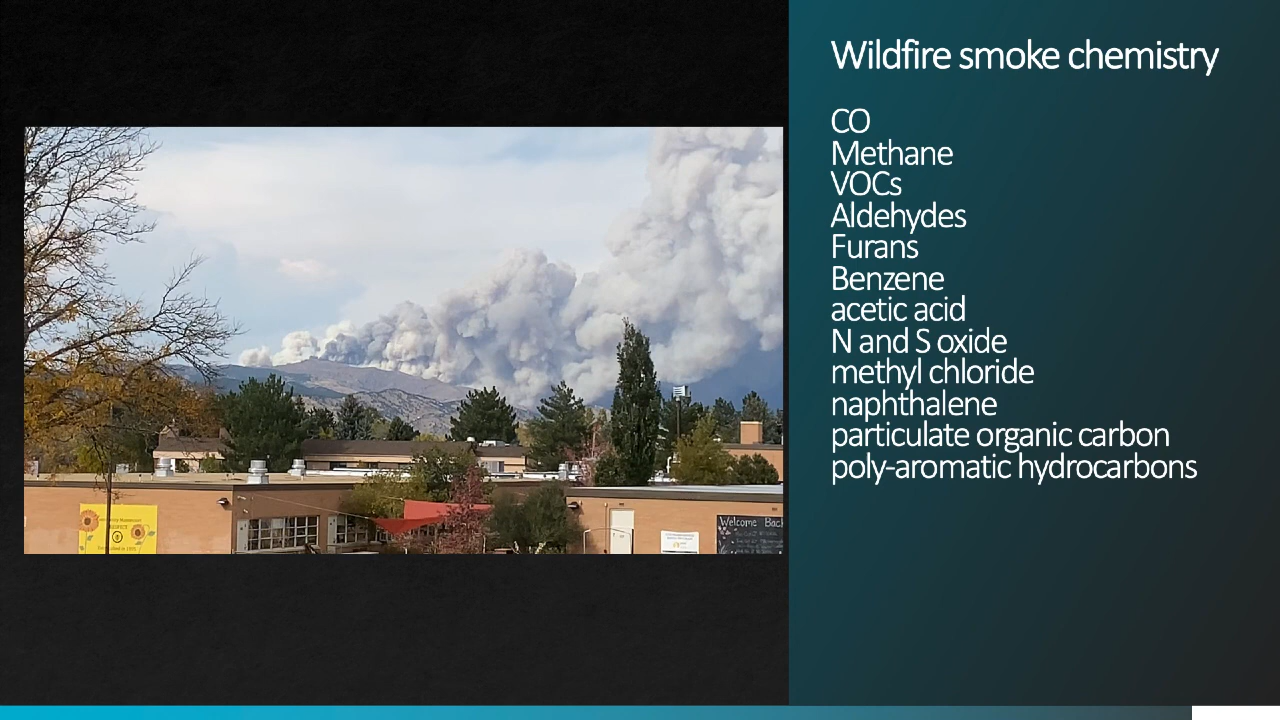 Wildfire smoke chemistry
CO
Methane
VOCs
Aldehydes
Furans
Benzene
acetic acid
N and S oxide
methyl chloride
naphthalene
particulate organic carbon
poly-aromatic hydrocarbons
Welcome Back